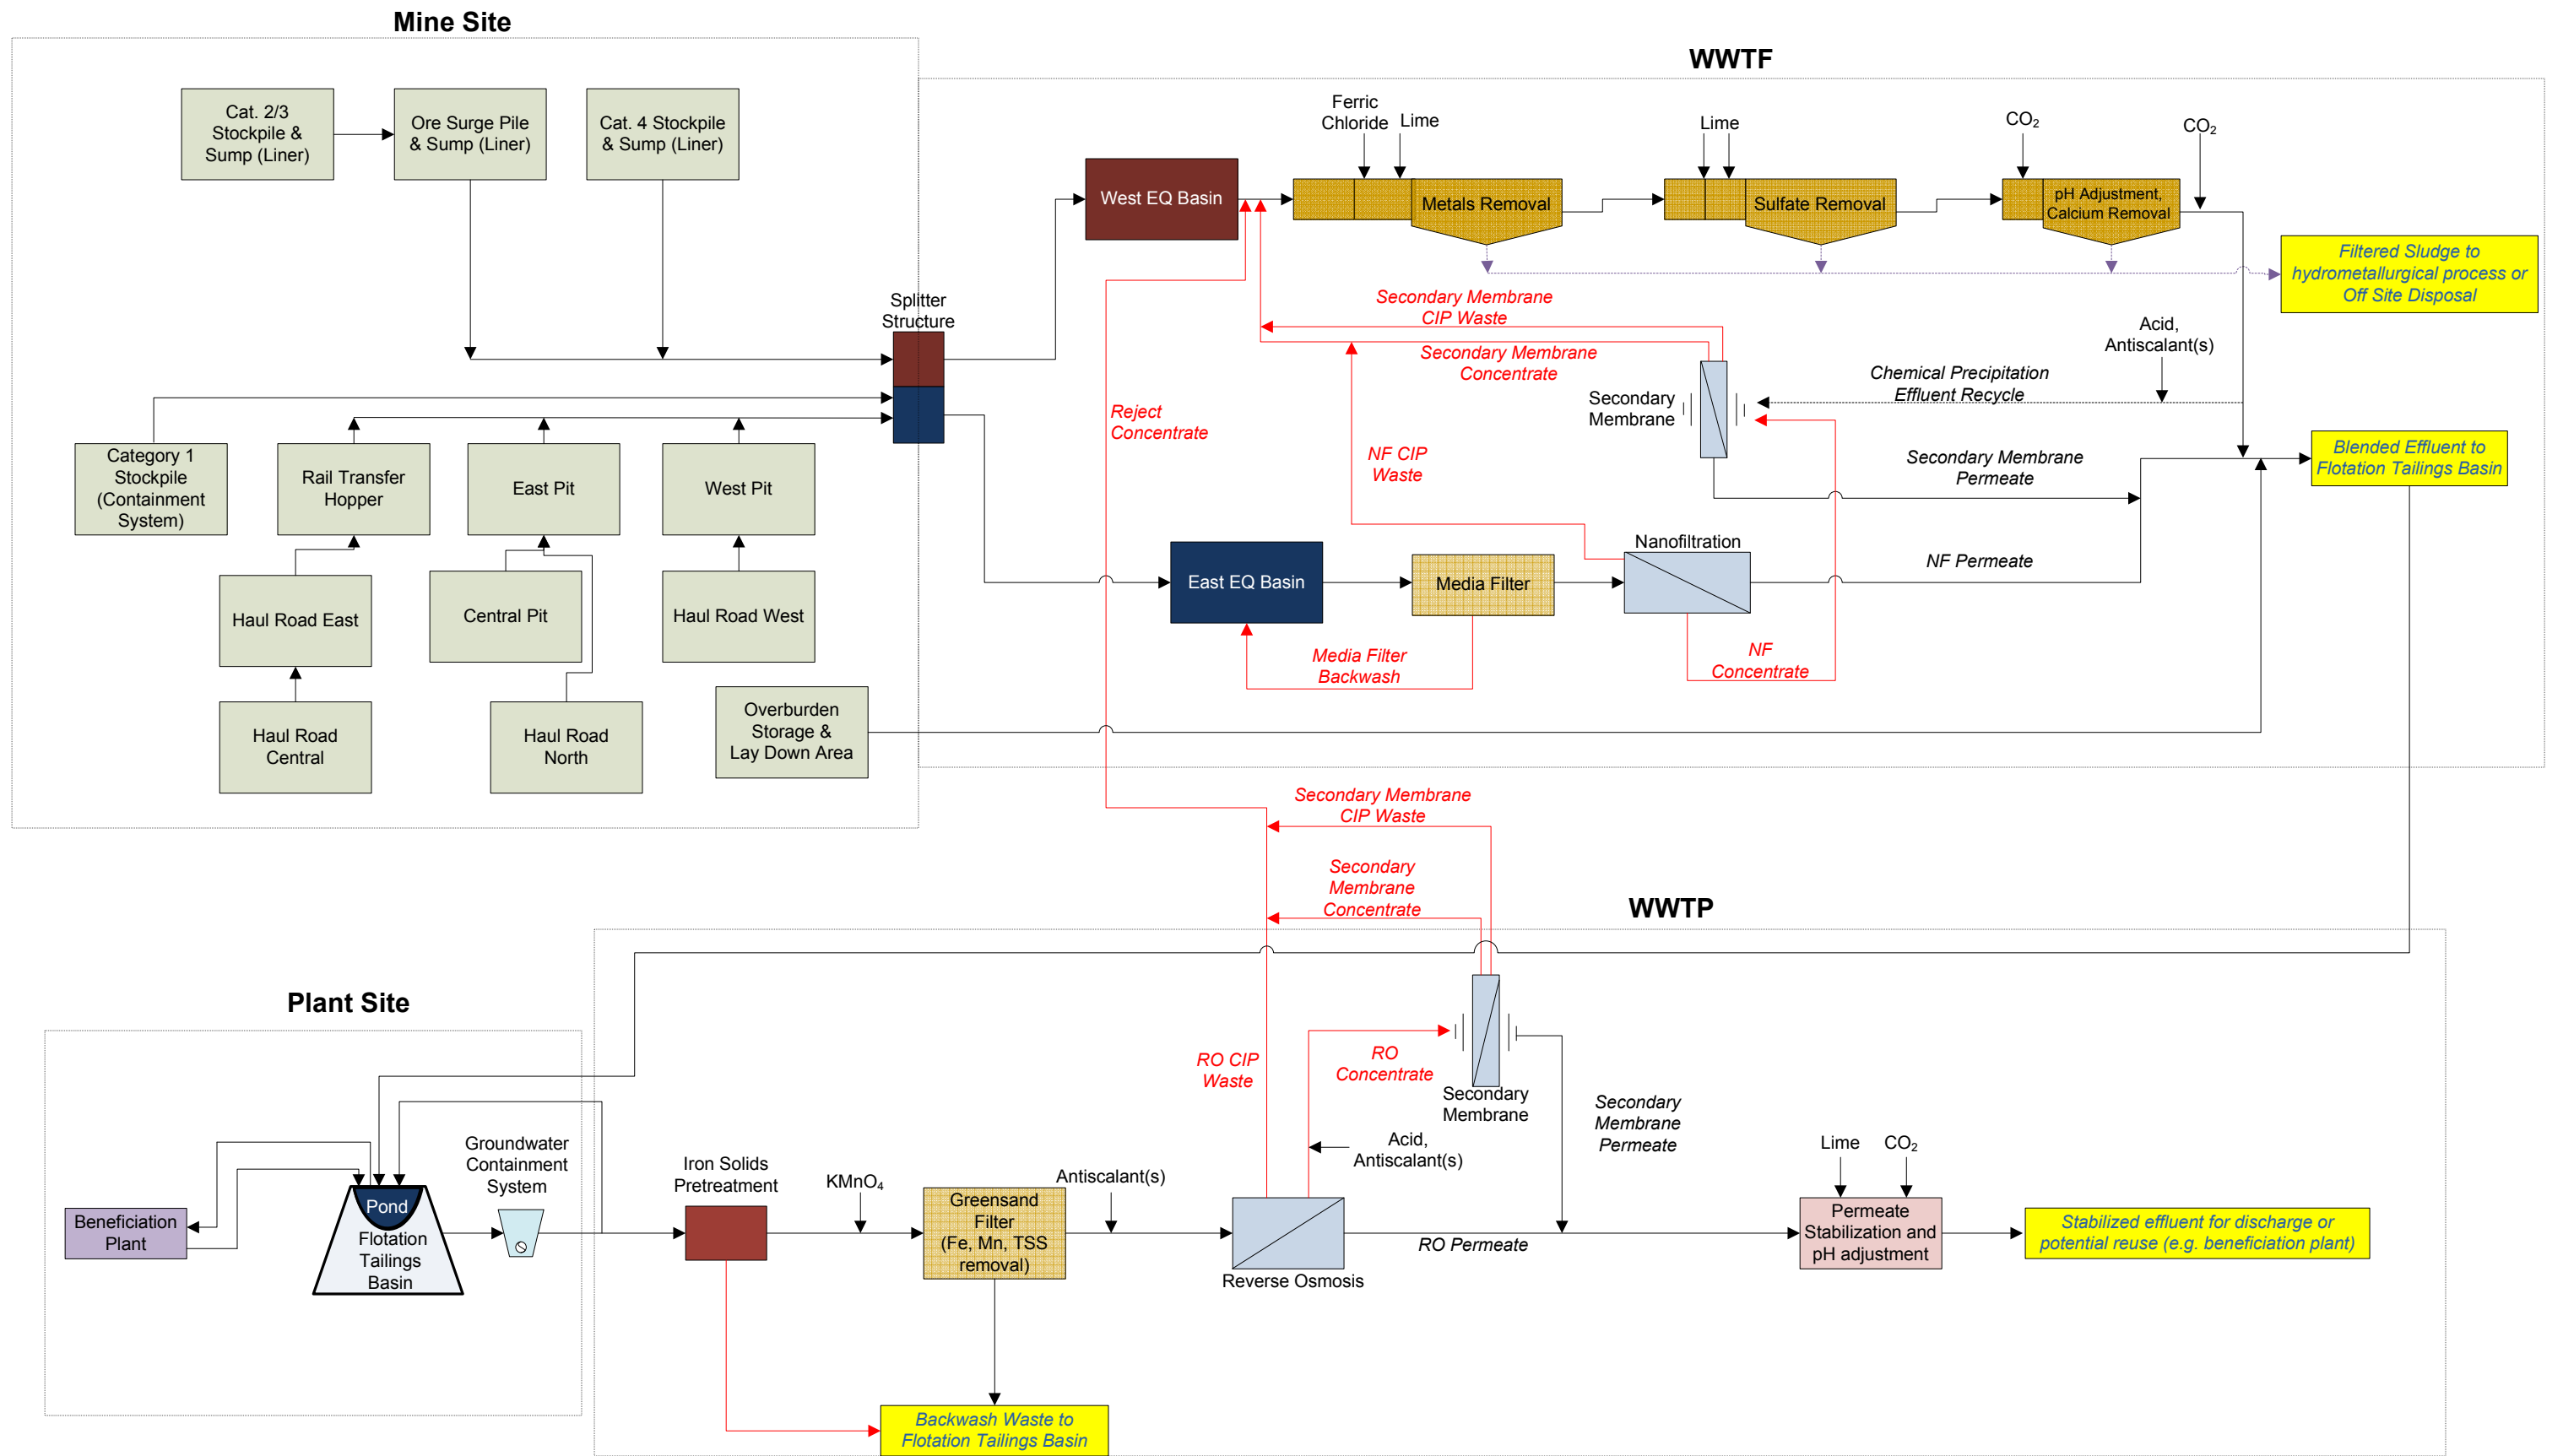 Mine Site
Cat. 2/3
Stockpile &
Sump (Liner)
Ore Surge Pile
& Sump (Liner)
Cat. 4 Stockpile
& Sump (Liner)
Splitter
Structure
Category 1
Stockpile
(Containment
System)
Rail Transfer
Hopper
East Pit
West Pit
Haul Road East
Central Pit
Haul Road West
Haul Road
Central
Haul Road
North
Overburden
Storage &
Lay Down Area
WWTF
West EQ Basin
Ferric
Chloride
Lime
Metals Removal
Lime
Sulfate Removal
CO₂
CO₂
pH Adjustment,
Calcium Removal
Filtered Sludge to
hydrometallurgical process or
Off Site Disposal
Secondary Membrane
CIP Waste
Secondary Membrane
Concentrate
Acid,
Antiscalant(s)
Chemical Precipitation
Effluent Recycle
Secondary
Membrane
Reject
Concentrate
NF CIP
Waste
Secondary Membrane
Permeate
Blended Effluent to
Flotation Tailings Basin
East EQ Basin
Media Filter
Nanofiltration
NF Permeate
Media Filter
Backwash
NF
Concentrate
Secondary Membrane
CIP Waste
Secondary
Membrane
Concentrate
WWTP
Plant Site
Beneficiation
Plant
Pond
Flotation
Tailings
Basin
Groundwater
Containment
System
Iron Solids
Pretreatment
KMnO₄
Greensand
Filter
(Fe, Mn, TSS
removal)
Antiscalant(s)
RO CIP
Waste
RO
Concentrate
Secondary
Membrane
Acid,
Antiscalant(s)
Secondary
Membrane
Permeate
Reverse Osmosis
RO Permeate
Lime
CO₂
Permeate
Stabilization and
pH adjustment
Stabilized effluent for discharge or
potential reuse (e.g. beneficiation plant)
Backwash Waste to
Flotation Tailings Basin